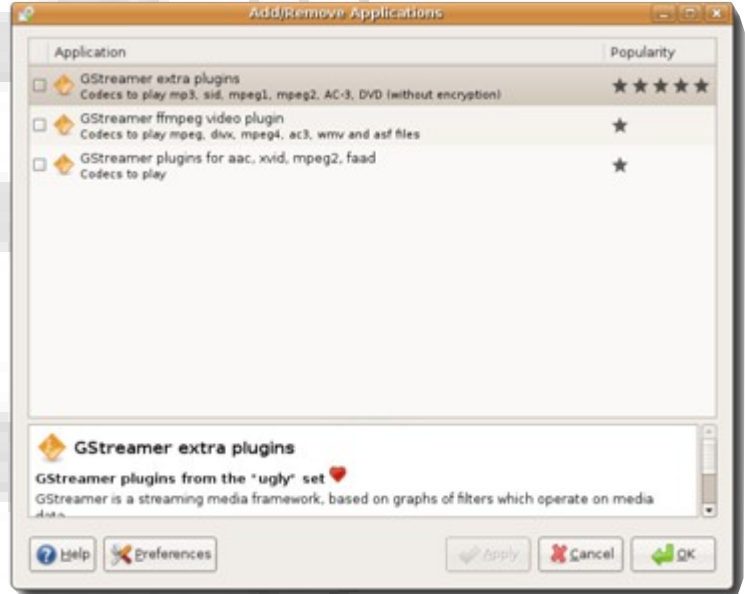 Add/Remove Applications
Application Popularity
GStreamer extra plugins
Codecs to play mp3, sid, mpeg1, mpeg2, AC-3, DVD (without encryption)
GStreamer ffmpeg video plugin
Codecs to play mpeg, divx, mpeg4, ac3, wmv and asf files
GStreamer plugins for aac, xvid, mpeg2, faad
Codecs to play
GStreamer extra plugins
GStreamer plugins from the "ugly" set
GStreamer is a streaming media framework, based on graphs of filters which operate on media
data
Help Preferences Apply Cancel OK